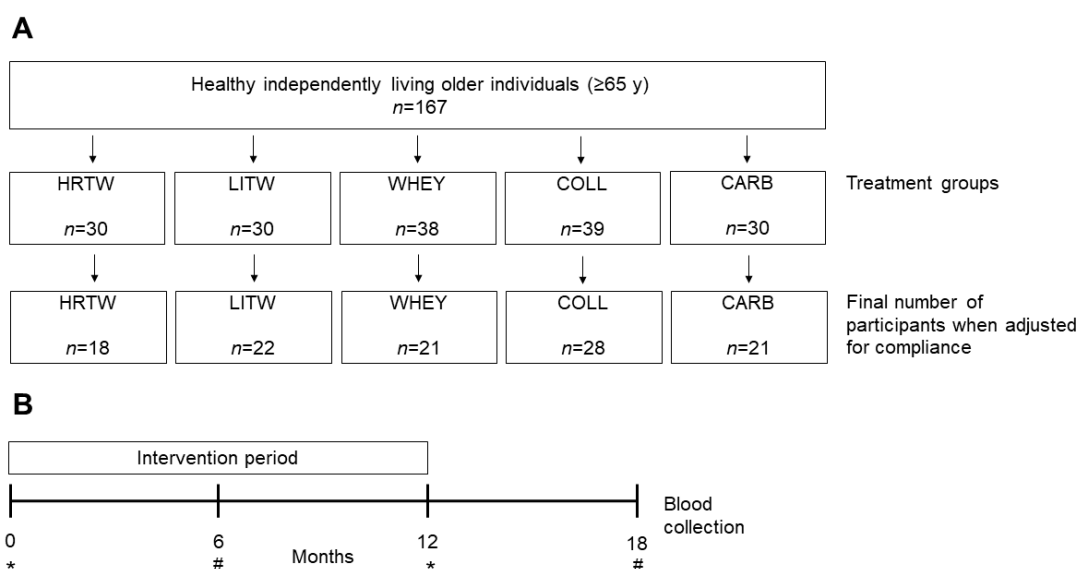 A
Healthy independently living older individuals (≥65 y)
n=167
HRTW
n=30
LITW
n=30
WHEY
n=38
COLL
n=39
CARB
n=30
Treatment groups
HRTW
n=18
LITW
n=22
WHEY
n=21
COLL
n=28
CARB
n=21
Final number of
participants when adjusted
for compliance
B
Intervention period
Blood
collection
0 6 12 18
Months
* # * #